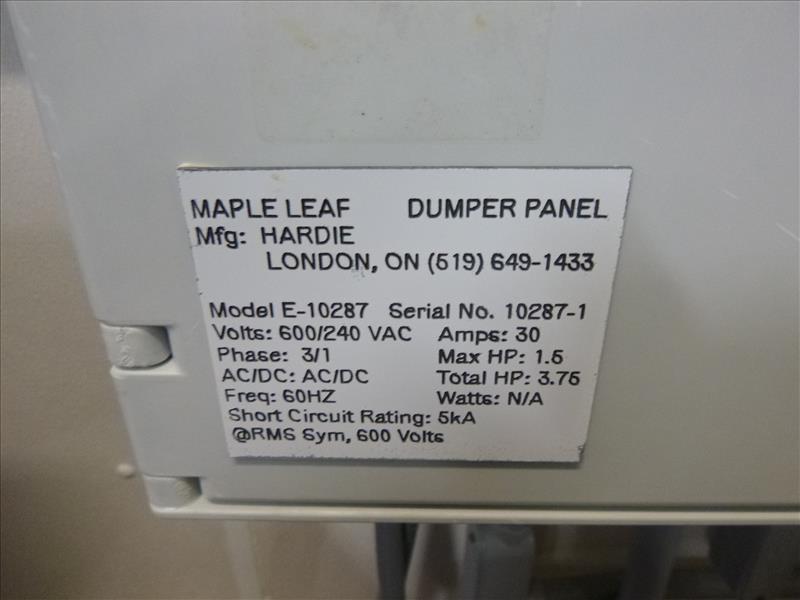 MAPLE LEAF DUMPER PANEL
Mfg: HARDIE
LONDON, ON (519) 649-1433
Model E-10287 Serial No. 10287-1
Volts: 600/240 VAC Amps: 30
Phase: 3/1 Max HP: 1.5
AC/DC: AC/DC Total HP: 3.75
Freq: 60HZ Watts: N/A
Short Circuit Rating: 5kA
@RMS Sym, 600 Volts